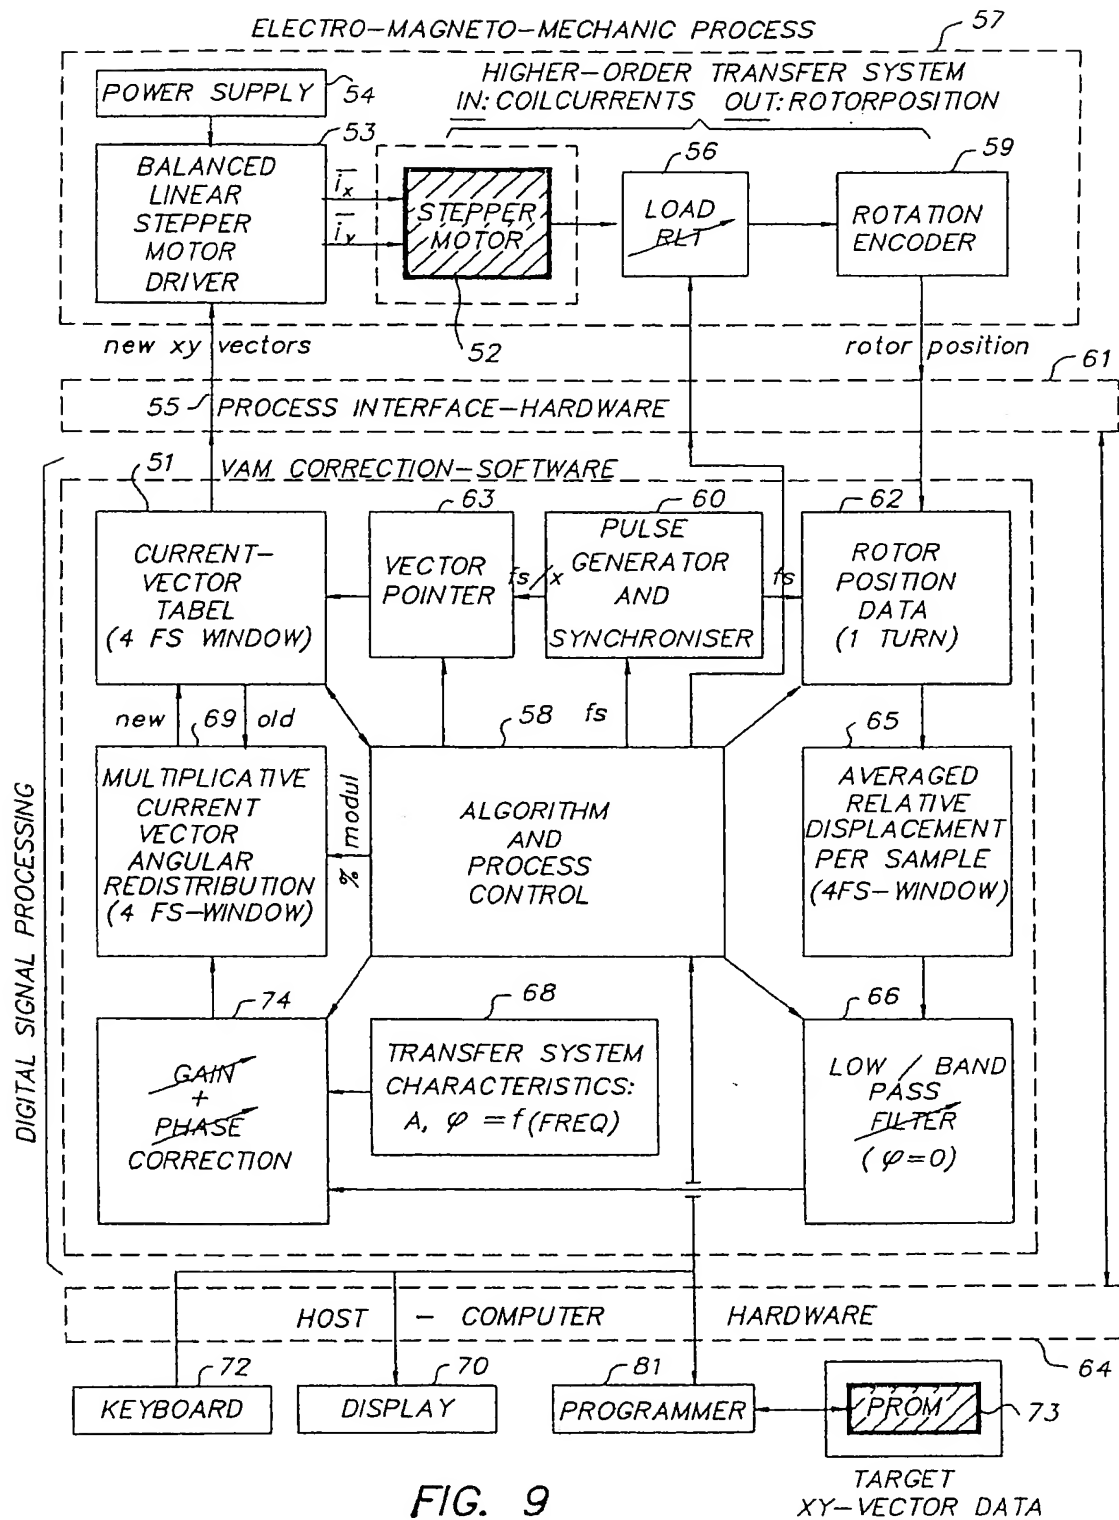 ELECTRO-MAGNETO-MECHANIC PROCESS
57
POWER SUPPLY
54
HIGHER-ORDER TRANSFER SYSTEM
IN: COILCURRENTS OUT: ROTORPOSITION
53
BALANCED
LINEAR
STEPPER
MOTOR
DRIVER
ix
iy
STEPPER
MOTOR
52
56
LOAD
RLT
59
ROTATION
ENCODER
new xy vectors
rotor position
61
55
PROCESS INTERFACE-HARDWARE
VAM CORRECTION-SOFTWARE
51
CURRENT-
VECTOR
TABEL
(4 FS WINDOW)
63
VECTOR
POINTER
fs/x
60
PULSE
GENERATOR
AND
SYNCHRONISER
fs
62
ROTOR
POSITION
DATA
(1 TURN)
new
69
old
58
fs
65
MULTIPLICATIVE
CURRENT
VECTOR
ANGULAR
REDISTRIBUTION
(4 FS-WINDOW)
% modul
ALGORITHM
AND
PROCESS
CONTROL
AVERAGED
RELATIVE
DISPLACEMENT
PER SAMPLE
(4FS-WINDOW)
DIGITAL SIGNAL PROCESSING
74
GAIN
+
PHASE
CORRECTION
68
TRANSFER SYSTEM
CHARACTERISTICS:
A, φ = f(FREQ)
66
LOW / BAND
PASS
FILTER
(φ=0)
HOST - COMPUTER HARDWARE
64
72
KEYBOARD
70
DISPLAY
81
PROGRAMMER
PROM
73
TARGET
XY-VECTOR DATA
FIG. 9